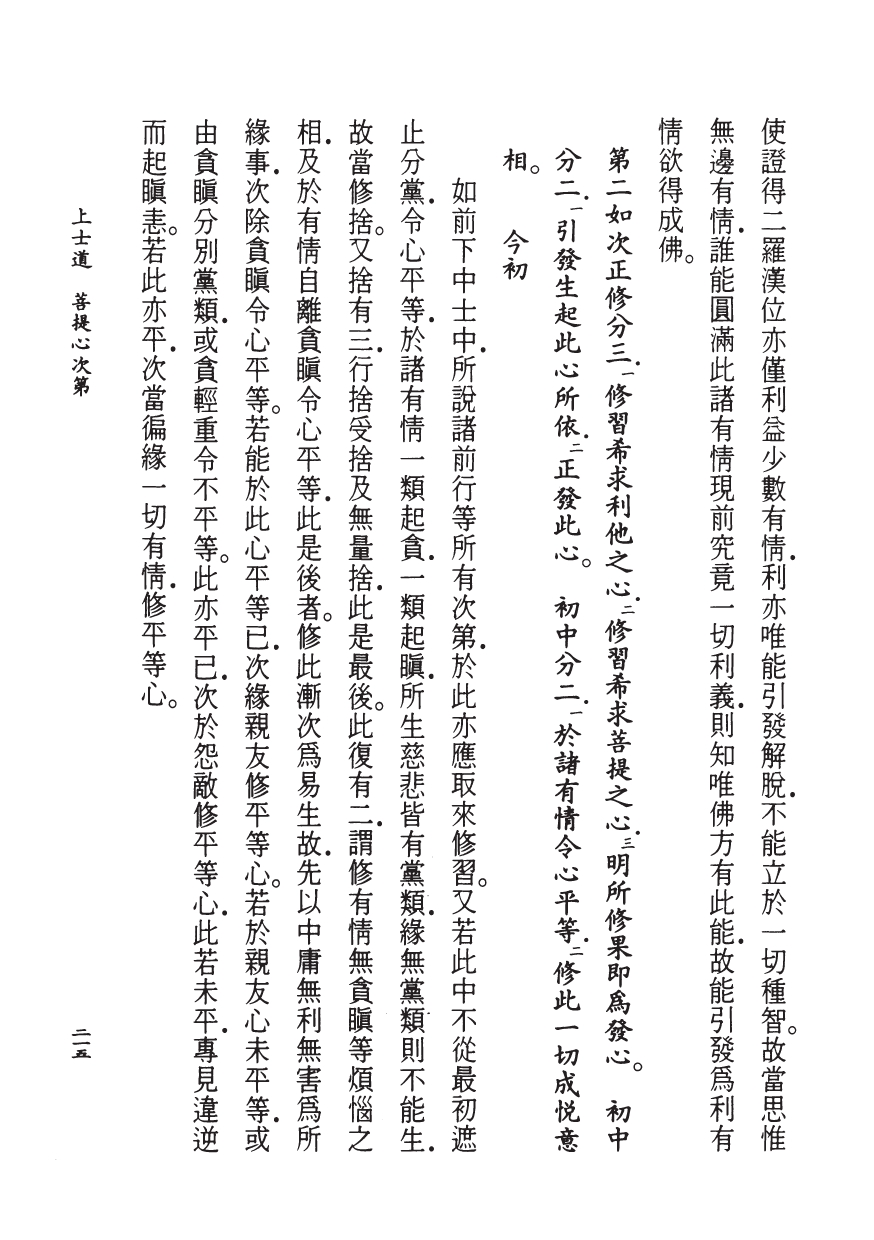 使證得二羅漢位亦僅利益少數有情．利亦唯能引發解脫．不能立於一切種智。故當思惟
無邊有情．誰能圓滿此諸有情現前究竟一切利義．則知唯佛方有此能．故能引發爲利有
情欲得成佛。
第二如次正修分三．一修習希求利他之心．二修習希求菩提之心．三明所修果即爲發心。　初中
分二．一引發生起此心所依．二正發此心。　初中分二．一於諸有情令心平等．二修此一切成悅意
相。　今初
如前下中士中．所說諸前行等所有次第．於此亦應取來修習。又若此中不從最初遮
止分黨．令心平等．於諸有情一類起貪．一類起瞋．所生慈悲皆有黨類．緣無黨類則不能生．
故當修捨。又捨有三．行捨受捨及無量捨．此是最後。此復有二．謂修有情無貪瞋等煩惱之
相．及於有情自離貪瞋令心平等．此是後者。修此漸次爲易生故．先以中庸無利無害爲所
緣事．次除貪瞋令心平等。若能於此心平等已．次緣親友修平等心。若於親友心未平等．或
由貪瞋分別黨類．或貪輕重令不平等。此亦平已．次於怨敵修平等心．此若未平．專見違逆
而起瞋恚。若此亦平．次當徧緣一切有情．修平等心。
上士道　菩提心次第
二一五